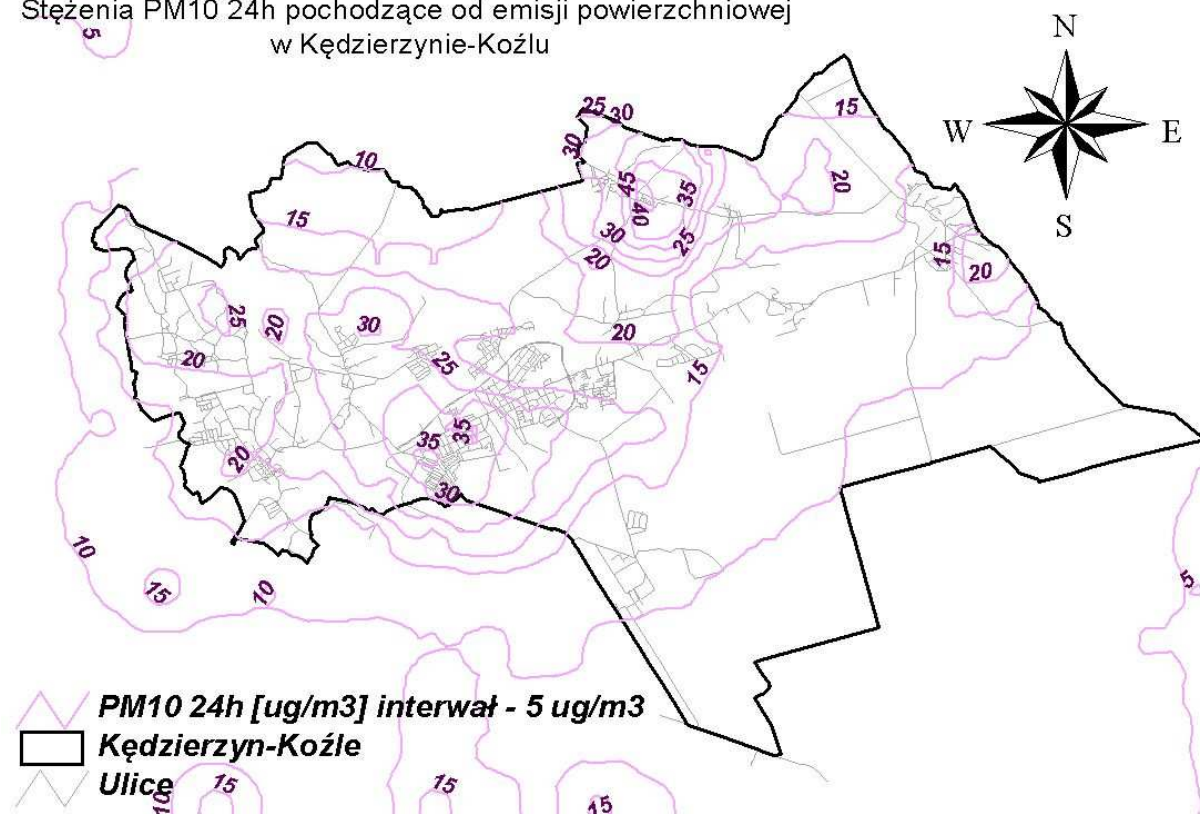 Stężenia PM10 24h pochodzące od emisji powierzchniowej
w Kędzierzynie-Koźlu
5
N
W E
S
25 30
15
30
10
45 35
20
40
15
30 25
20
15
20
25 20 30
20
20
25
15
35 35
20
30
10
15 10
5
PM10 24h [ug/m3] interwał - 5 ug/m3
Kędzierzyn-Koźle
Ulice
15 15
10 15